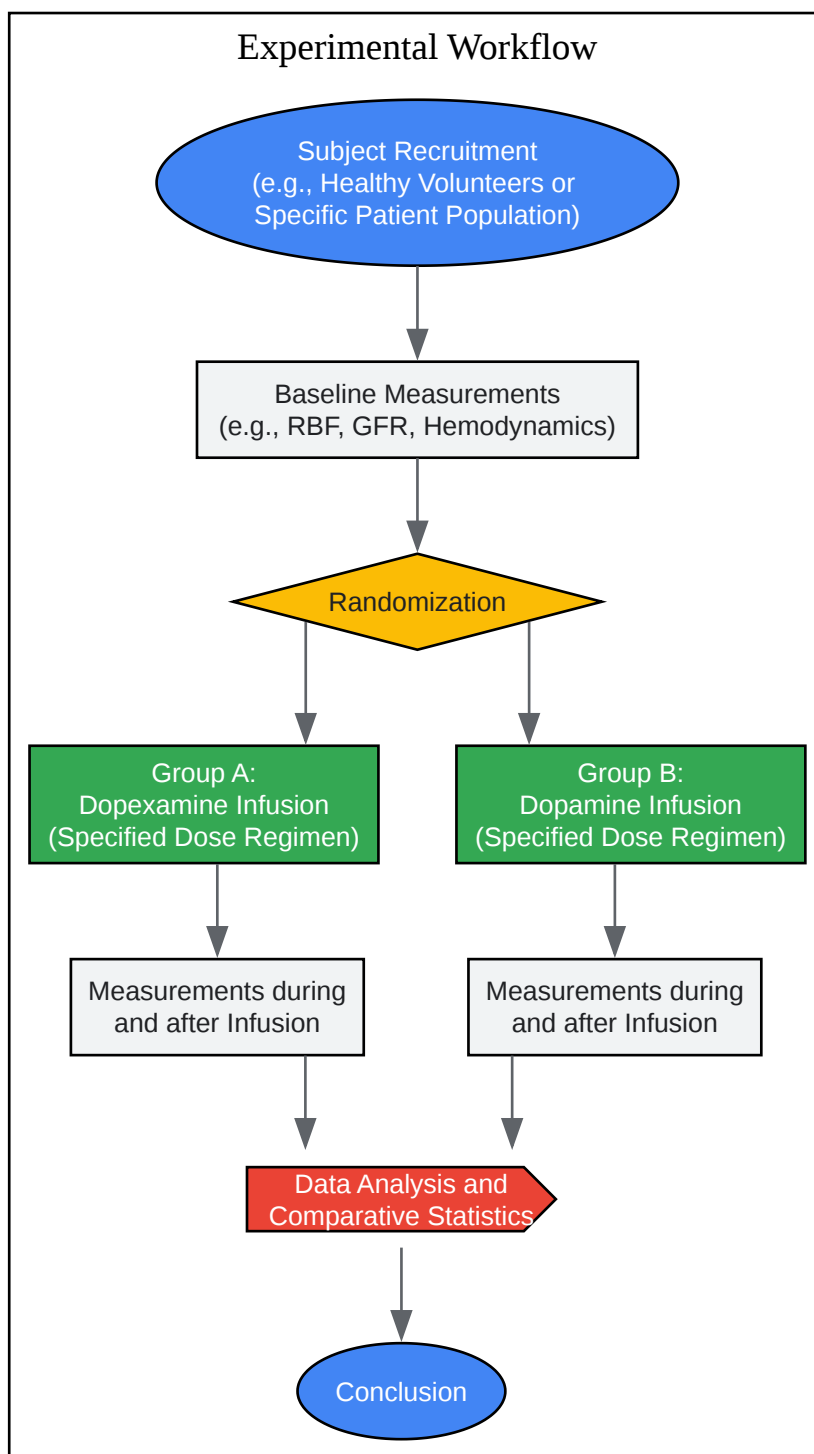 Experimental Workflow
Subject Recruitment
(e.g., Healthy Volunteers or
Specific Patient Population)
Baseline Measurements
(e.g., RBF, GFR, Hemodynamics)
Randomization
Group A:
Dopexamine Infusion
(Specified Dose Regimen)
Group B:
Dopamine Infusion
(Specified Dose Regimen)
Measurements during
and after Infusion
Measurements during
and after Infusion
Data Analysis and
Comparative Statistics
Conclusion